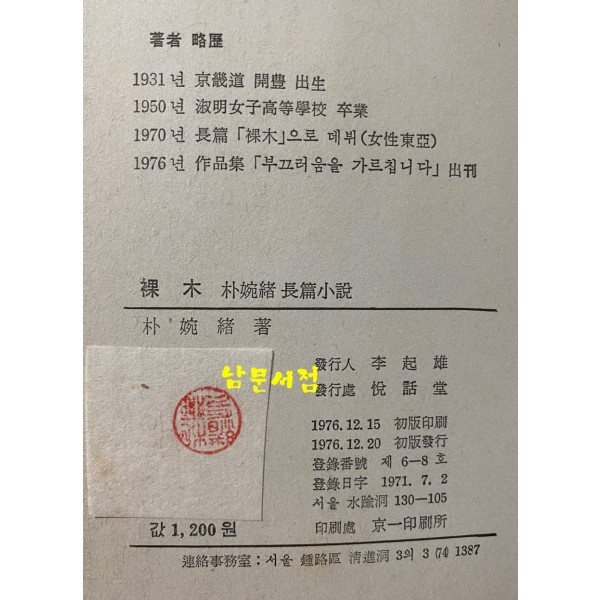 著者 略歷
1931년 京畿道 開豊 出生
1950년 淑明女子高等學校 卒業
1970년 長篇「裸木」으로 데뷔(女性東亞)
1976년 作品集「부끄러움을 가르칩니다」出刊
裸木 朴婉緖 長篇小說
朴婉緖 著
남문서점
發行人 李起雄
發行處 悅話堂
1976.12.15 初版印刷
1976.12.20 初版發行
登錄番號 제 6-8 호
登錄日字 1971. 7. 2
서울 水踰洞 130-105
값 1,200원
印刷處 京一印刷所
連絡事務室: 서울 鍾路區 淸進洞 3의 3 (74) 1387